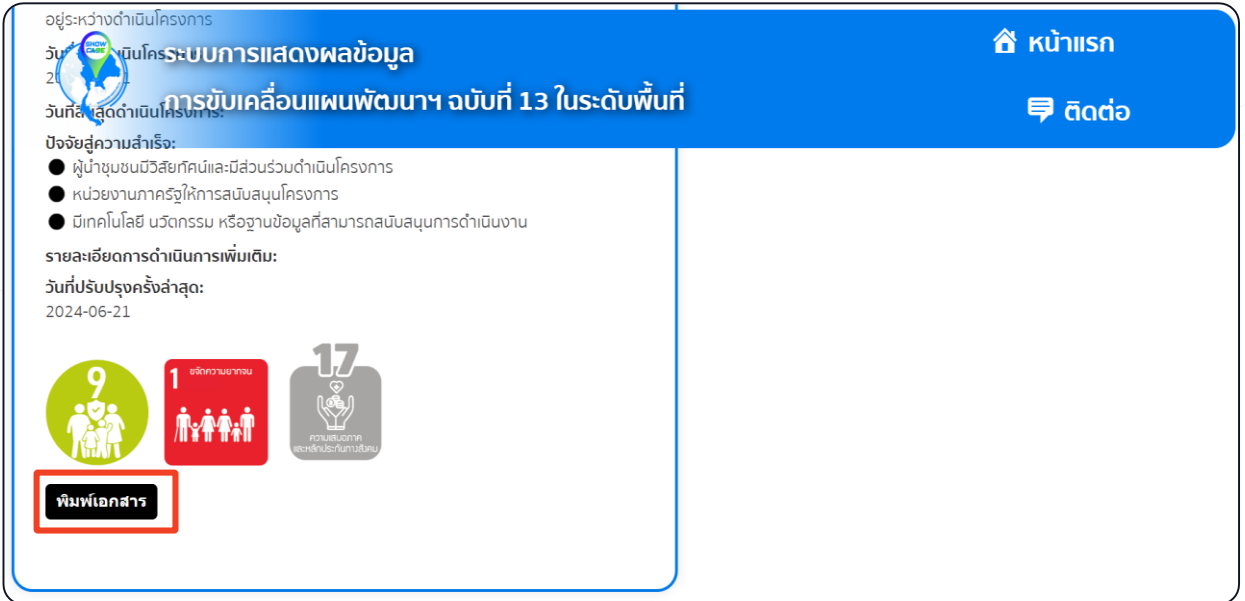 อยู่ระหว่างดำเนินโครงการ
SHOW
CASE
ระบบการแสดงผลข้อมูล
การขับเคลื่อนแผนพัฒนาฯ ฉบับที่ 13 ในระดับพื้นที่
หน้าแรก
ติดต่อ
ปัจจัยสู่ความสำเร็จ:
ผู้นำชุมชนมีวิสัยทัศน์และมีส่วนร่วมดำเนินโครงการ
หน่วยงานภาครัฐให้การสนับสนุนโครงการ
มีเทคโนโลยี นวัตกรรม หรือฐานข้อมูลที่สามารถสนับสนุนการดำเนินงาน
รายละเอียดการดำเนินการเพิ่มเติม:
วันที่ปรับปรุงครั้งล่าสุด:
2024-06-21
9
1 ขจัดความยากจน
17
ความเสมอภาค
และหลักประกันทางสังคม
พิมพ์เอกสาร